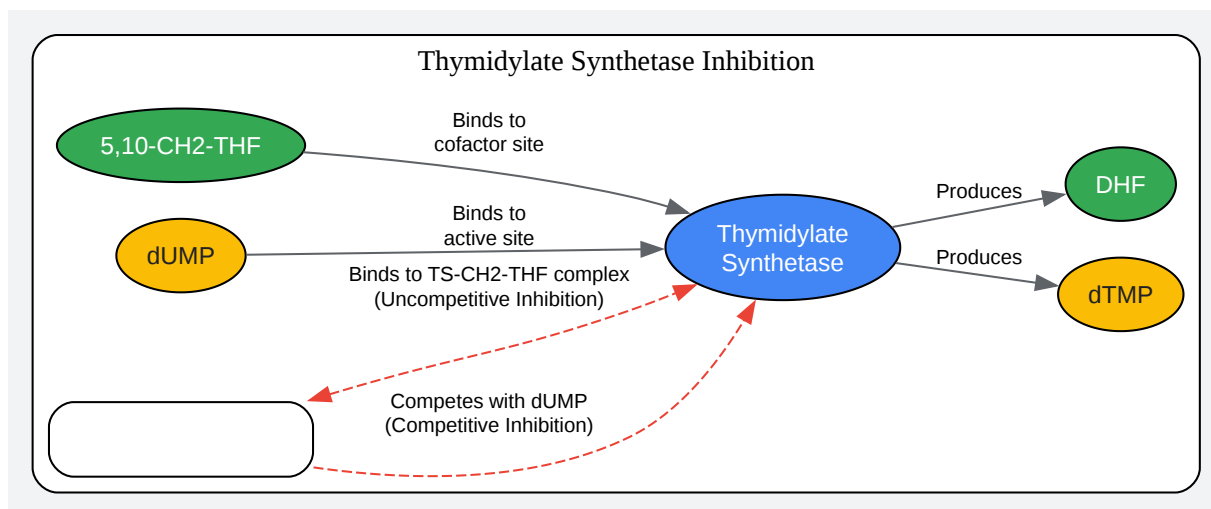 Thymidylate Synthetase Inhibition
5,10-CH2-THF
Binds to
cofactor site
dUMP
Binds to
active site
Binds to TS-CH2-THF complex
(Uncompetitive Inhibition)
Thymidylate
Synthetase
Produces
DHF
Produces
dTMP
Competes with dUMP
(Competitive Inhibition)